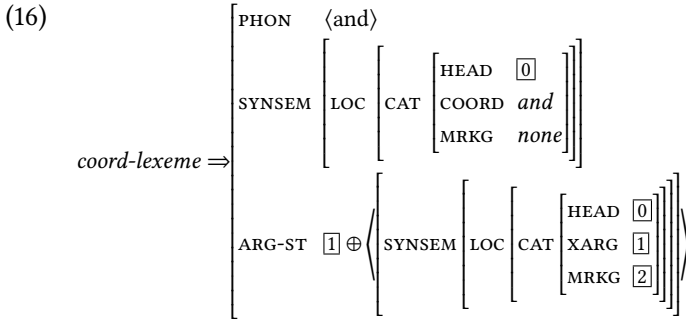 (16)
PHON ⟨and⟩
HEAD 0
SYNSEM LOC CAT COORD and
MRKG none
coord-lexeme ⇒
HEAD 0
ARG-ST 1 ⊕ ⟨ SYNSEM LOC CAT XARG 1 ⟩
MRKG 2